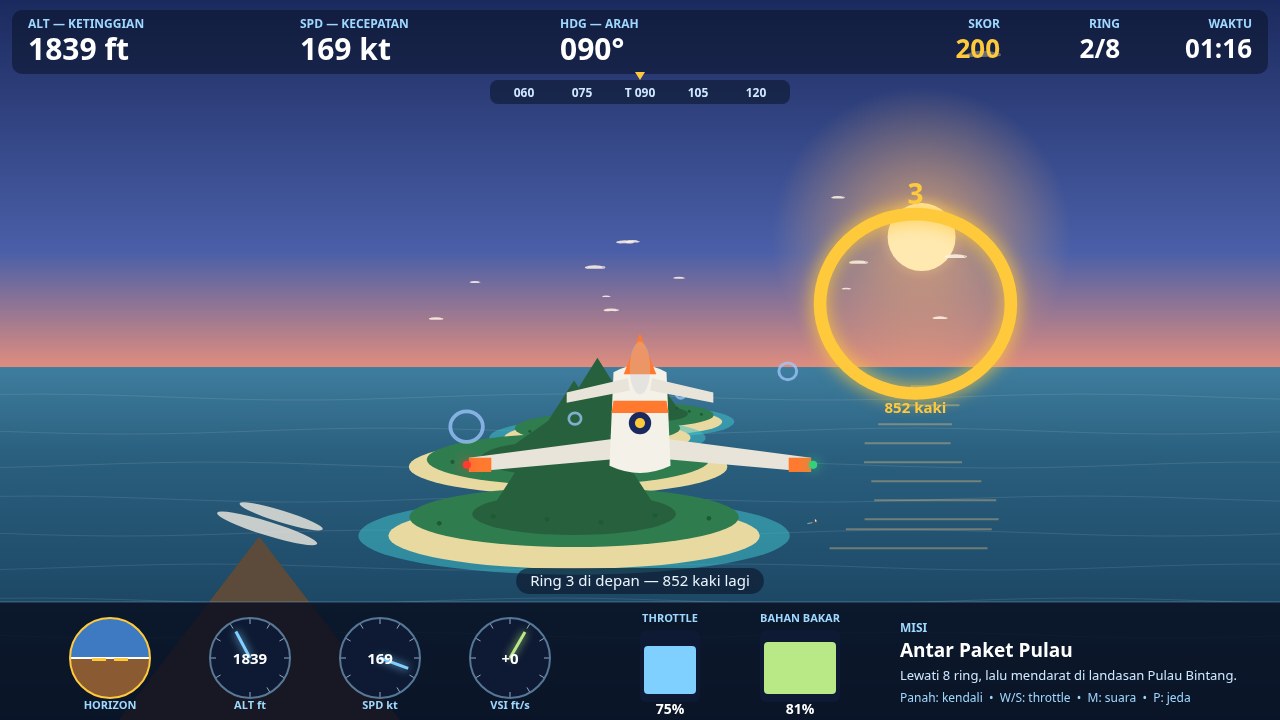 ALT — KETINGGIAN
1839 ft
SPD — KECEPATAN
169 kt
HDG — ARAH
090°
SKOR
200
RING
2/8
WAKTU
01:16
060 075 T 090 105 120
3
852 kaki
Ring 3 di depan — 852 kaki lagi
HORIZON
1839
ALT ft
169
SPD kt
+0
VSI ft/s
THROTTLE
75%
BAHAN BAKAR
81%
MISI
Antar Paket Pulau
Lewati 8 ring, lalu mendarat di landasan Pulau Bintang.
Panah: kendali • W/S: throttle • M: suara • P: jeda